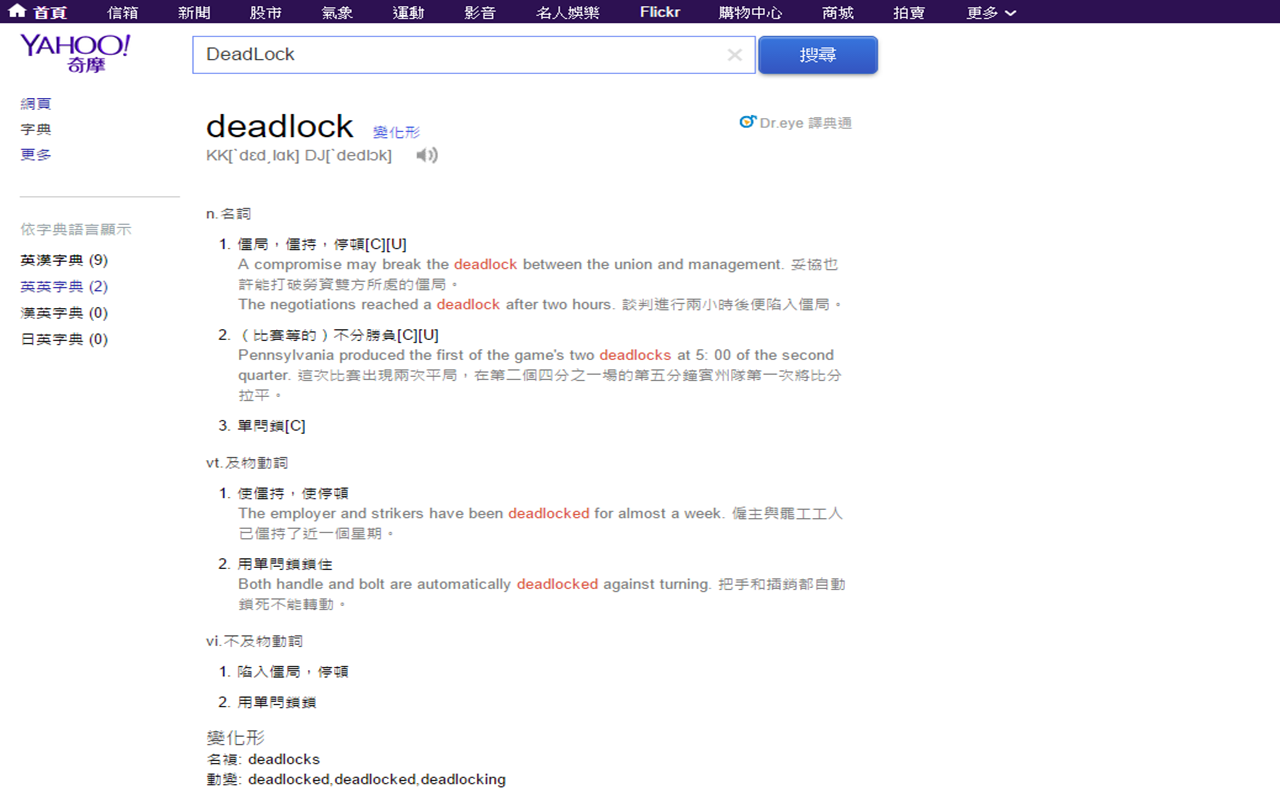 首頁 信箱 新聞 股市 氣象 運動 影音 名人娛樂 Flickr 購物中心 商城 拍賣 更多
YAHOO!
奇摩
DeadLock
搜尋
網頁
字典
更多
依字典語言顯示
英漢字典 (9)
英英字典 (2)
漢英字典 (0)
日英字典 (0)
deadlock 變化形
Dr.eye 譯典通
KK[ˋdɛd͵lɑk] DJ[ˋdedlɔk]
n.名詞
1. 僵局，僵持，停頓[C][U]
A compromise may break the deadlock between the union and management. 妥協也
許能打破勞資雙方所處的僵局。
The negotiations reached a deadlock after two hours. 談判進行兩小時後便陷入僵局。
2. （比賽等的）不分勝負[C][U]
Pennsylvania produced the first of the game's two deadlocks at 5: 00 of the second
quarter. 這次比賽出現兩次平局，在第二個四分之一場的第五分鐘賓州隊第一次將比分
拉平。
3. 單閂鎖[C]
vt.及物動詞
1. 使僵持，使停頓
The employer and strikers have been deadlocked for almost a week. 僱主與罷工工人
已僵持了近一個星期。
2. 用單閂鎖鎖住
Both handle and bolt are automatically deadlocked against turning. 把手和插銷都自動
鎖死不能轉動。
vi.不及物動詞
1. 陷入僵局，停頓
2. 用單閂鎖鎖
變化形
名複: deadlocks
動變: deadlocked,deadlocked,deadlocking